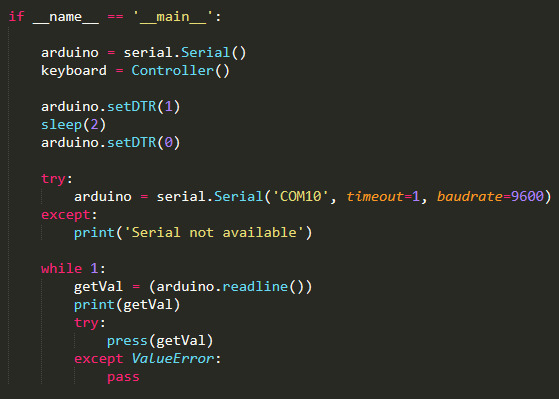 if __name__ == '__main__':
arduino = serial.Serial()
keyboard = Controller()
arduino.setDTR(1)
sleep(2)
arduino.setDTR(0)
try:
arduino = serial.Serial('COM10', timeout=1, baudrate=9600)
except:
print('Serial not available')
while 1:
getVal = (arduino.readline())
print(getVal)
try:
press(getVal)
except ValueError:
pass